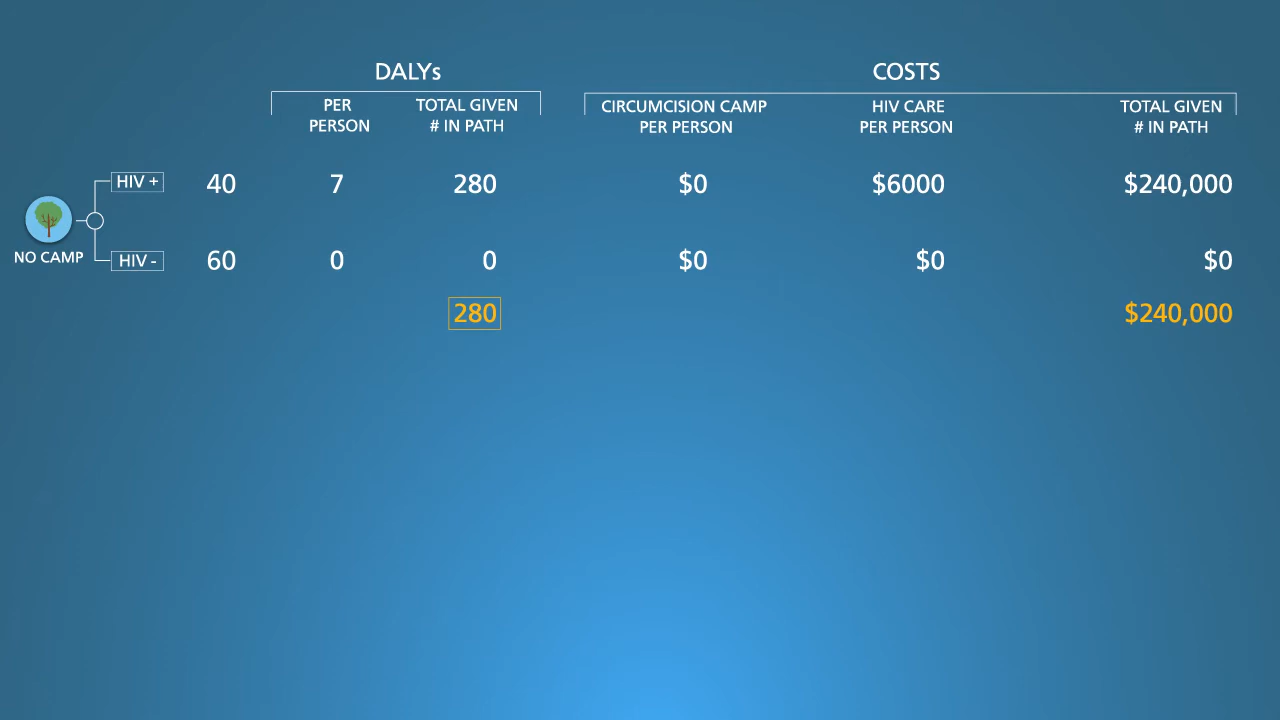 DALYs COSTS
PER TOTAL GIVEN CIRCUMCISION CAMP HIV CARE TOTAL GIVEN
PERSON # IN PATH PER PERSON PER PERSON # IN PATH
HIV + 40 7 280 $0 $6000 $240,000
NO CAMP
HIV - 60 0 0 $0 $0 $0
280 $240,000